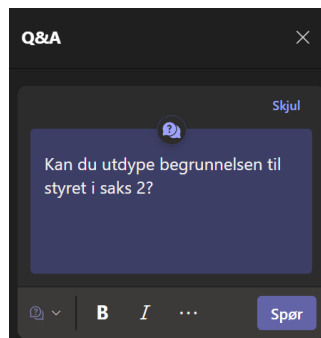 Q&A
Skjul
Kan du utdype begrunnelsen til
styret i saks 2?
B I ...
Spør